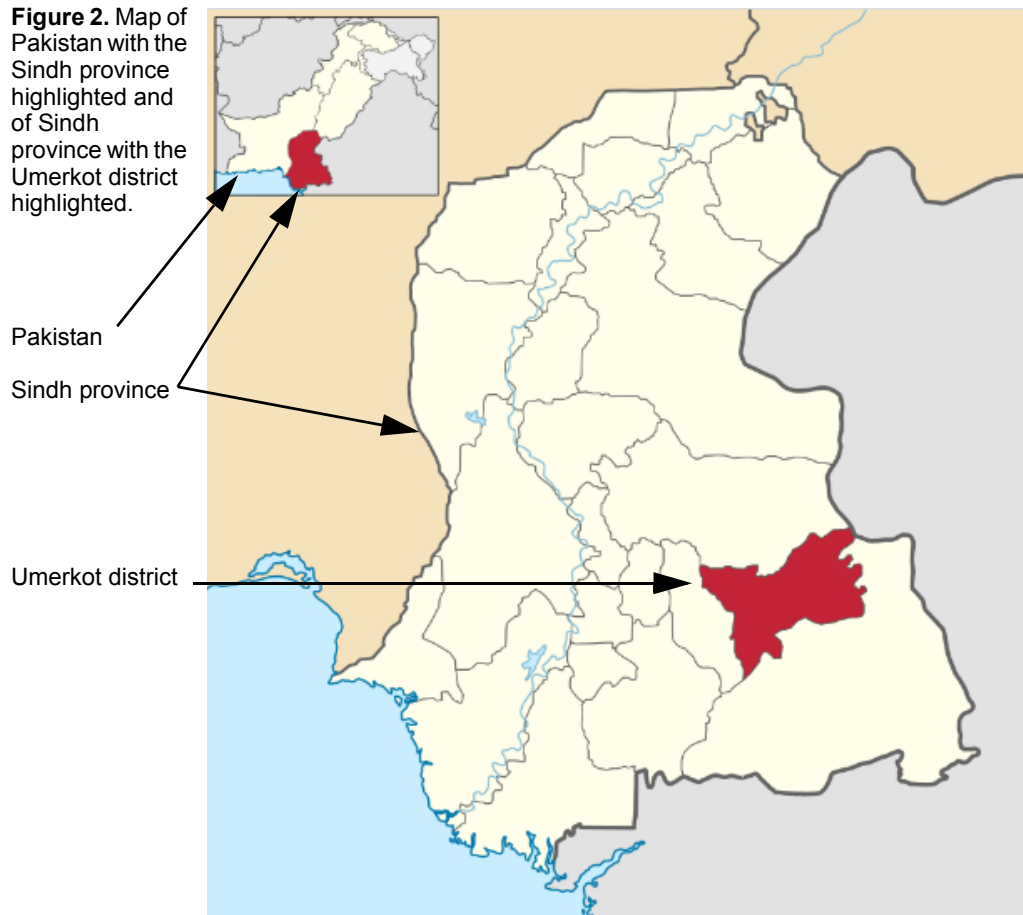 Figure 2. Map of
Pakistan with the
Sindh province
highlighted and
of Sindh
province with the
Umerkot district
highlighted.
Pakistan
Sindh province
Umerkot district